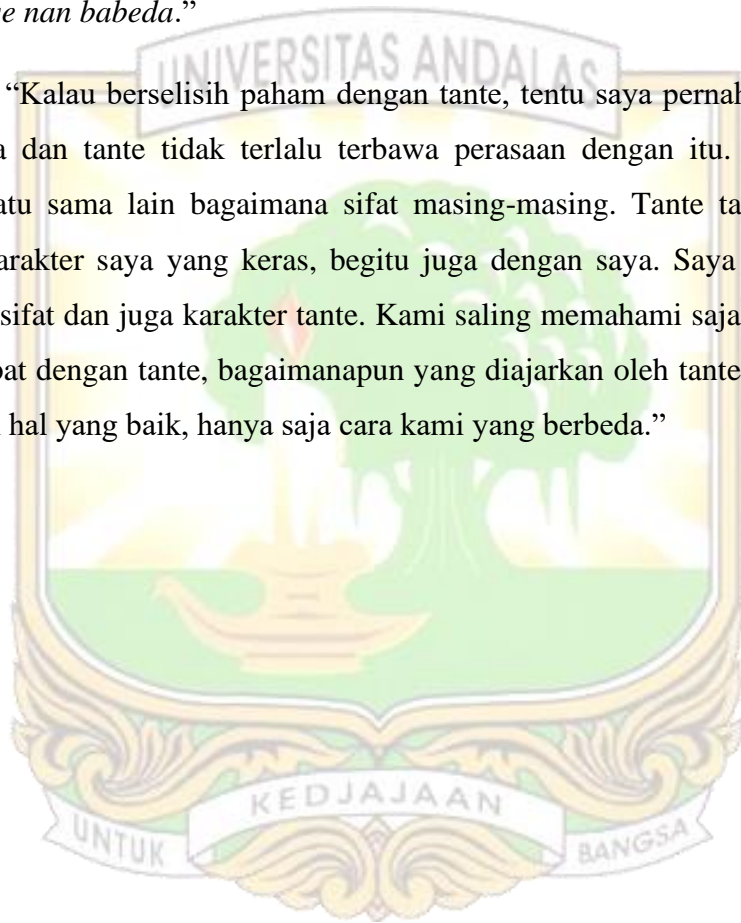 e nan babeda.”
UNIVERSITAS ANDALAS
“Kalau berselisih paham dengan tante, tentu saya pernah
dan tante tidak terlalu terbawa perasaan dengan itu.
atu sama lain bagaimana sifat masing-masing. Tante ta
arakter saya yang keras, begitu juga dengan saya. Saya
sifat dan juga karakter tante. Kami saling memahami saja
pat dengan tante, bagaimanapun yang diajarkan oleh tante
hal yang baik, hanya saja cara kami yang berbeda.”
KEDJAJAAN
UNTUK BANGSA